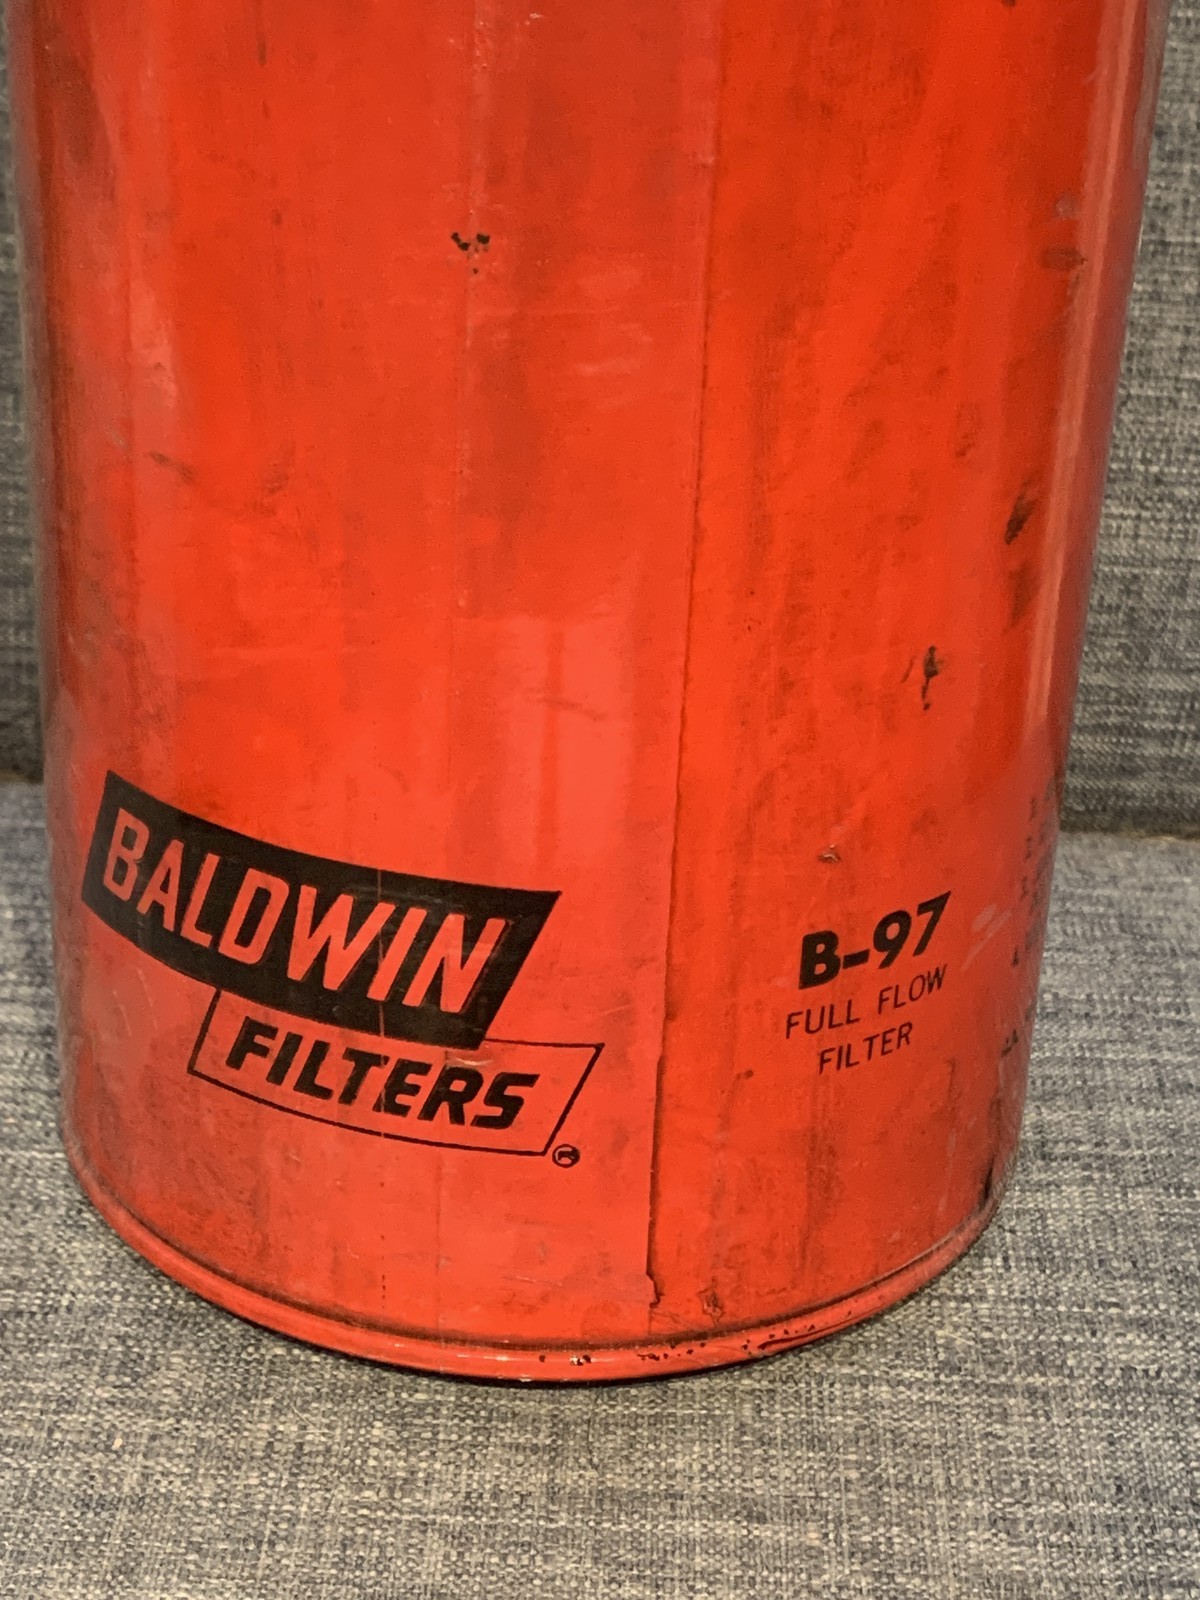 BALDWIN
FILTERS
®
B-97
FULL FLOW
FILTER